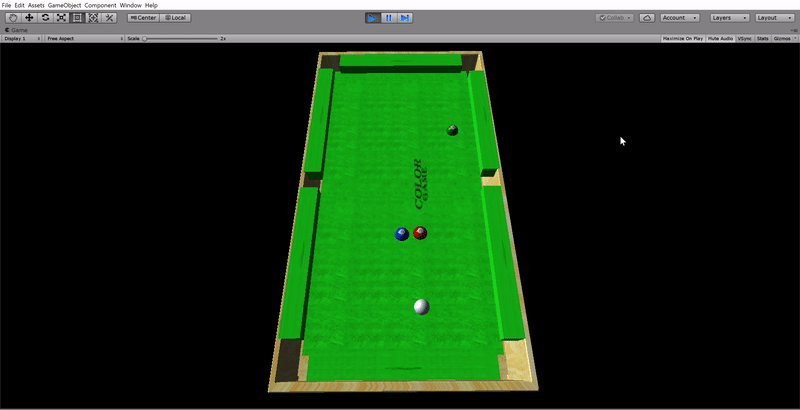 File Edit Assets GameObject Component Window Help
Center Local
Collab
Account
Layers
Layout
Game
Display 1
Free Aspect
Scale
2x
Maximize On Play
Mute Audio
VSync
Stats
Gizmos
COLOR
GAME